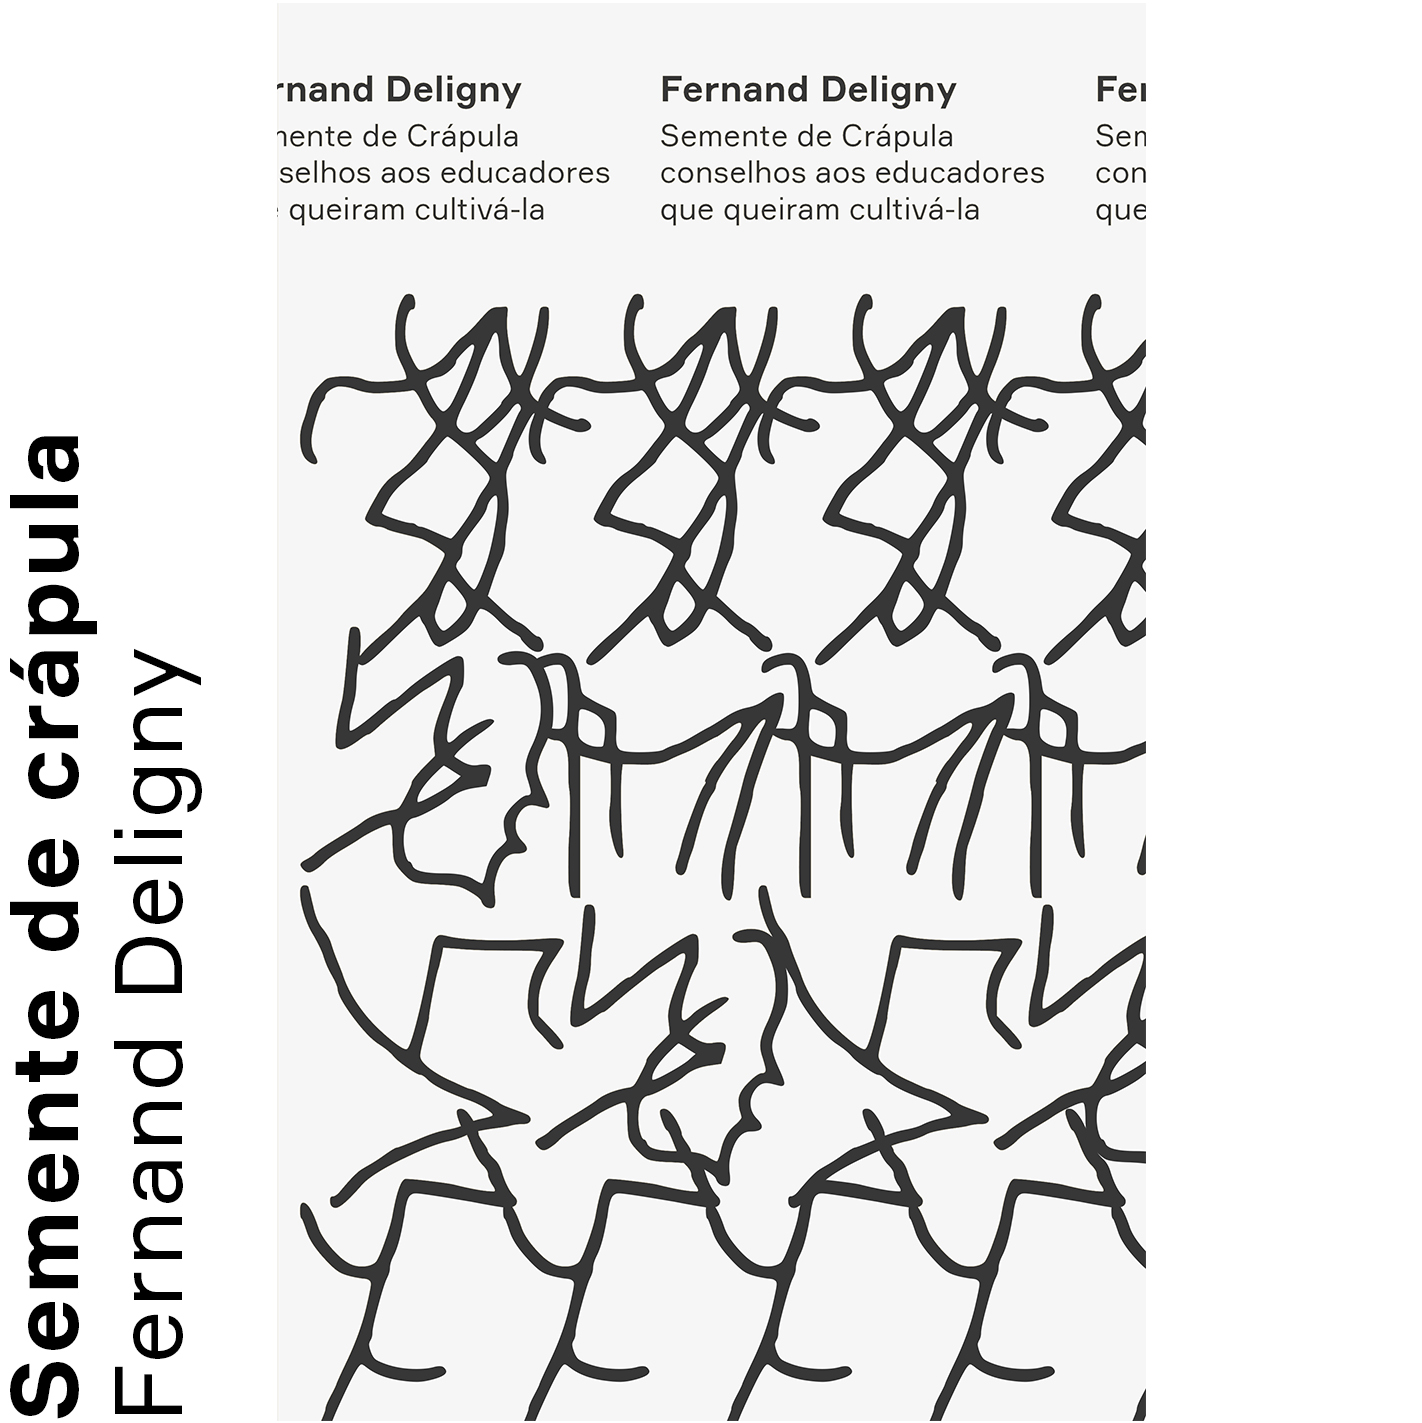 Semente de crápula
Fernand Deligny
rnand Deligny
mente de Crápula
selhos aos educadores
queiram cultivá-la
Fernand Deligny
Semente de Crápula
conselhos aos educadores
que queiram cultivá-la
Fer
Sem
con
que